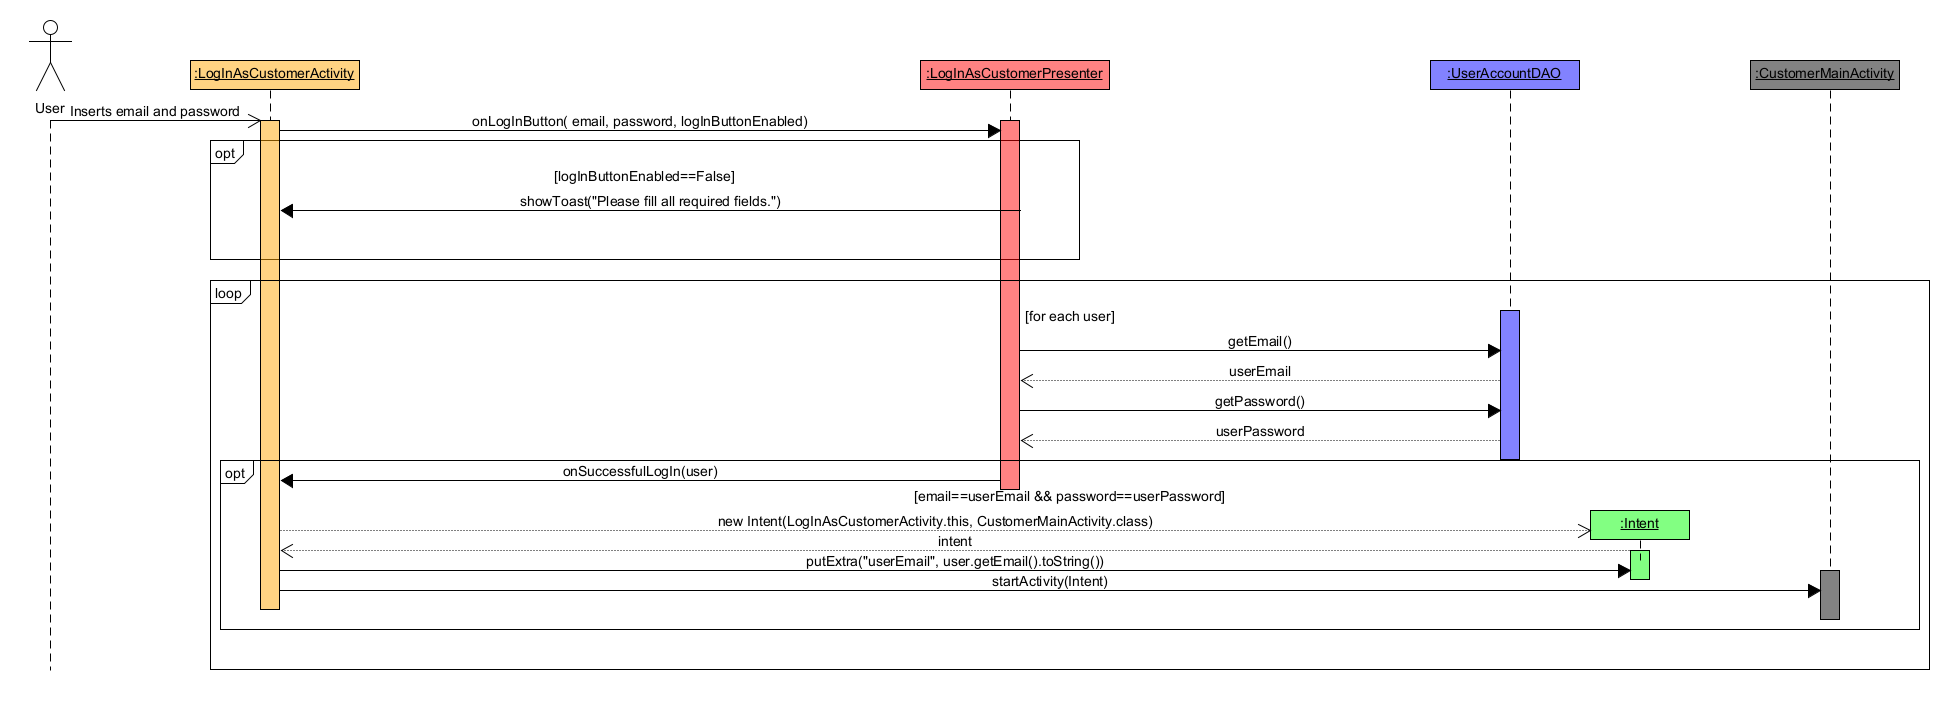 :LogInAsCustomerActivity
:LogInAsCustomerPresenter
:UserAccountDAO
:CustomerMainActivity
User
Inserts email and password
onLogInButton( email, password, logInButtonEnabled)
opt
[logInButtonEnabled==False]
showToast("Please fill all required fields.")
loop
[for each user]
getEmail()
userEmail
getPassword()
userPassword
opt
onSuccessfulLogIn(user)
[email==userEmail && password==userPassword]
new Intent(LogInAsCustomerActivity.this, CustomerMainActivity.class)
:Intent
intent
putExtra("userEmail", user.getEmail().toString())
startActivity(Intent)